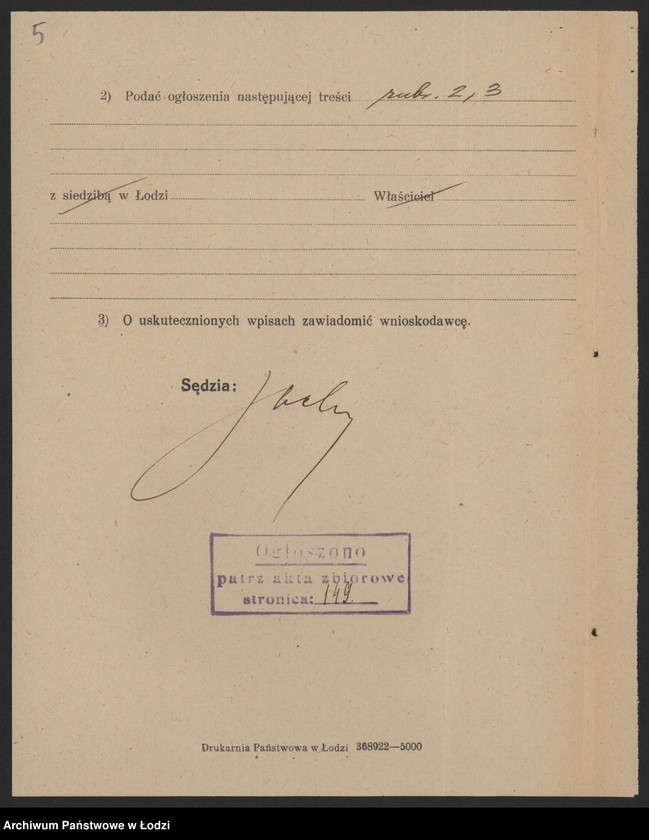 5
2) Podać ogłoszenia następującej treści rubr. 2, 3
z siedzibą w Łodzi Właściciel
3) O uskutecznionych wpisach zawiadomić wnioskodawcę.
Sędzia:
Ogłoszono
patrz akta zbiorowe
stronica: 149
Drukarnia Państwowa w Łodzi 368922—5000
Archiwum Państwowe w Łodzi